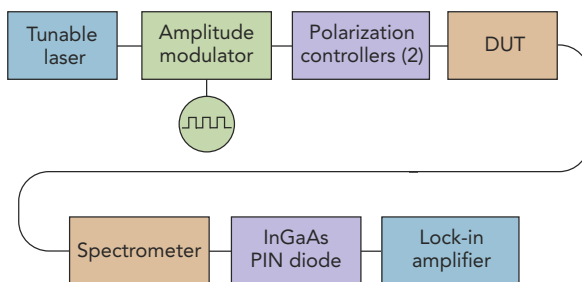 Tunable
laser
Amplitude
modulator
Polarization
controllers (2)
DUT
Spectrometer
InGaAs
PIN diode
Lock-in
amplifier